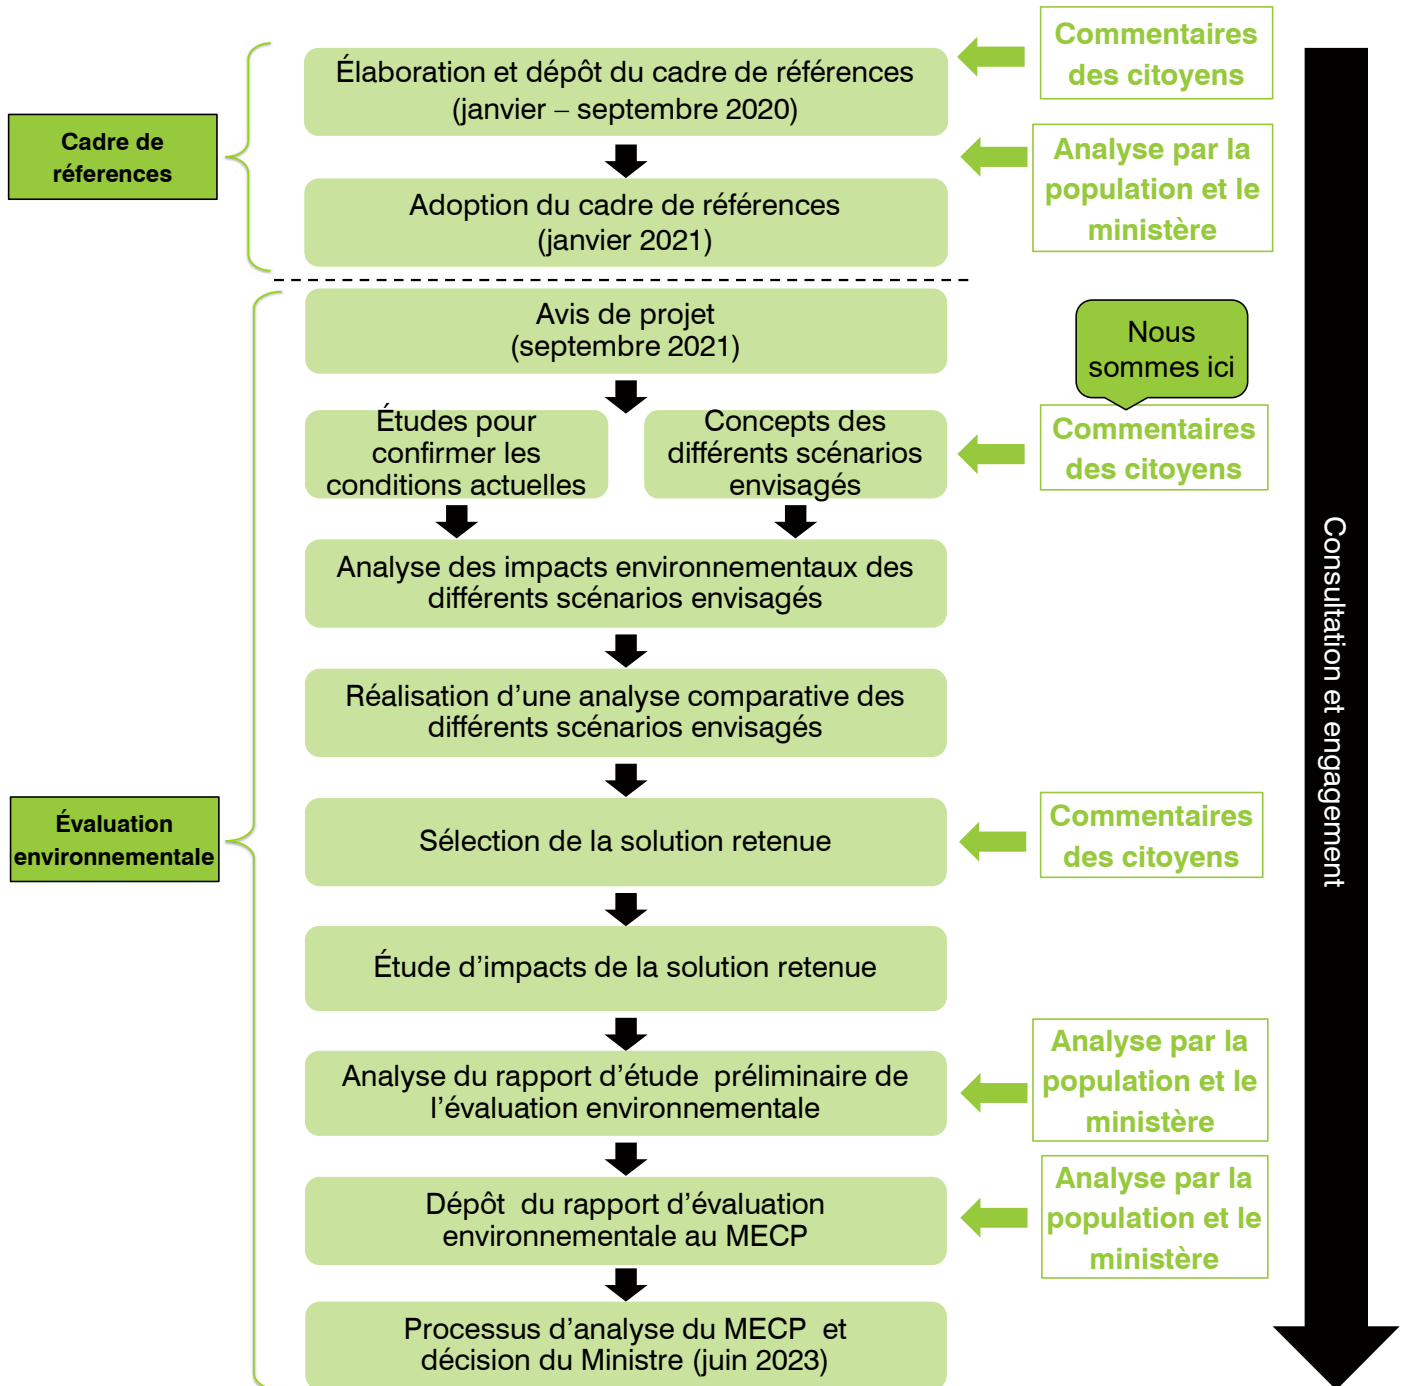 Commentaires
des citoyens
Élaboration et dépôt du cadre de références
(janvier – septembre 2020)
Cadre de
réferences
Analyse par la
population et le
ministère
Adoption du cadre de références
(janvier 2021)
Avis de projet
(septembre 2021)
Nous
sommes ici
Études pour
confirmer les
conditions actuelles
Concepts des
différents scénarios
envisagés
Commentaires
des citoyens
Analyse des impacts environnementaux des
différents scénarios envisagés
Consultation et engagement
Réalisation d’une analyse comparative des
différents scénarios envisagés
Évaluation
environnementale
Sélection de la solution retenue
Commentaires
des citoyens
Étude d’impacts de la solution retenue
Analyse du rapport d’étude  préliminaire de
l’évaluation environnementale
Analyse par la
population et le
ministère
Dépôt  du rapport d’évaluation
environnementale au MECP
Analyse par la
population et le
ministère
Processus d’analyse du MECP  et
décision du Ministre (juin 2023)